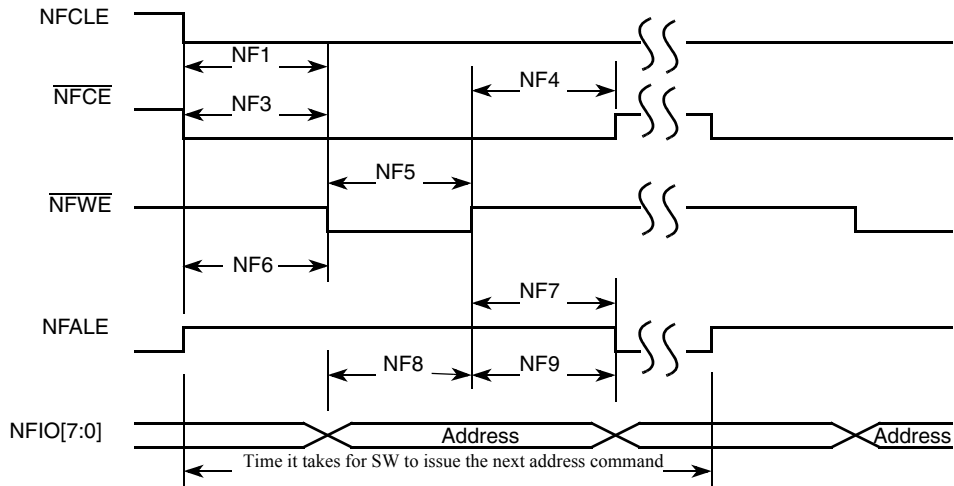 NFCLE
NF1
NF4
NFCE
NF3
NF5
NFWE
NF6
NF7
NFALE
NF8
NF9
NFIO[7:0]
Address
Address
Time it takes for SW to issue the next address command